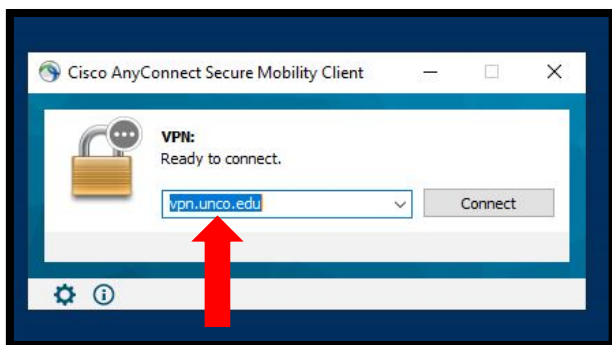 Cisco AnyConnect Secure Mobility Client
VPN:
Ready to connect.
vpn.unco.edu
Connect